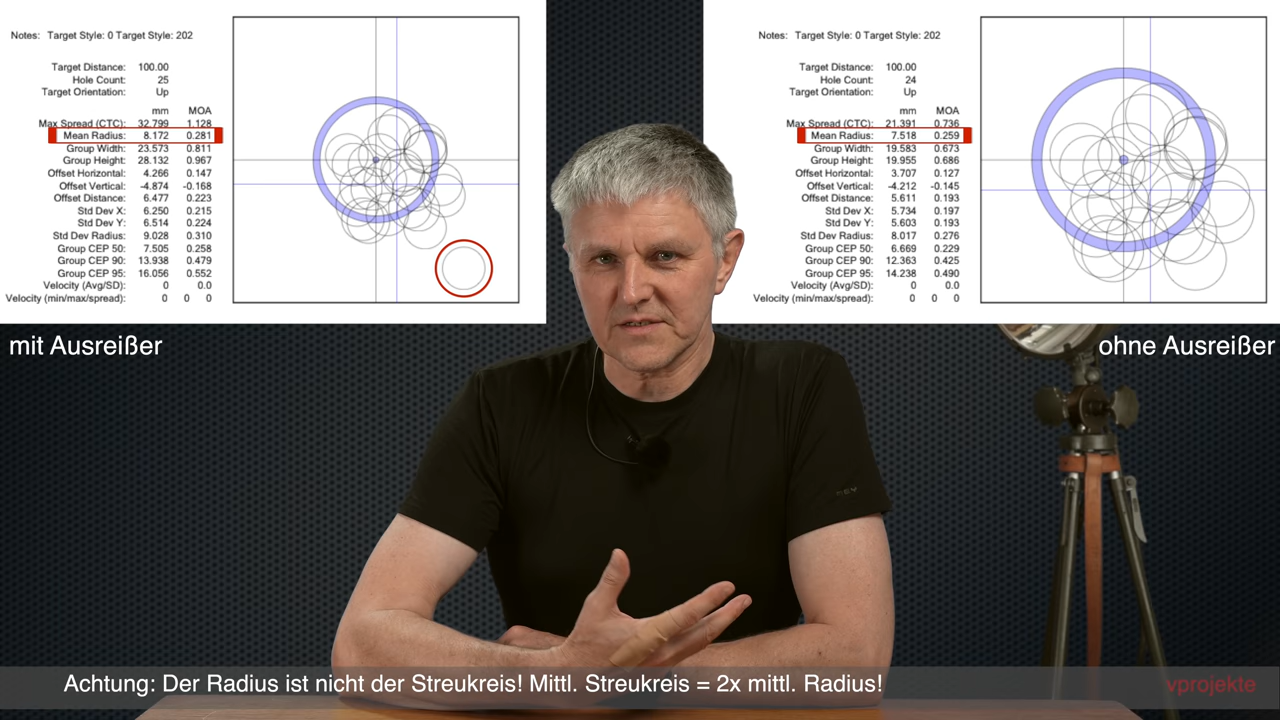 Notes: Target Style: 0 Target Style: 202
Target Distance: 100.00
Hole Count: 25
Target Orientation: Up
mm MOA
Max Spread (CTC): 32.799 1.128
Mean Radius: 8.172 0.281
Group Width: 23.573 0.811
Group Height: 28.132 0.967
Offset Horizontal: 4.266 0.147
Offset Vertical: -4.874 -0.168
Offset Distance: 6.477 0.223
Std Dev X: 6.250 0.215
Std Dev Y: 6.514 0.224
Std Dev Radius: 9.028 0.310
Group CEP 50: 7.505 0.258
Group CEP 90: 13.938 0.479
Group CEP 95: 16.056 0.552
Velocity (Avg/SD): 0 0.0
Velocity (min/max/spread): 0 0 0
mit Ausreißer
Notes: Target Style: 0 Target Style: 202
Target Distance: 100.00
Hole Count: 24
Target Orientation: Up
mm MOA
Max Spread (CTC): 21.391 0.736
Mean Radius: 7.518 0.259
Group Width: 19.583 0.673
Group Height: 19.955 0.686
Offset Horizontal: 3.707 0.127
Offset Vertical: -4.212 -0.145
Offset Distance: 5.611 0.193
Std Dev X: 5.734 0.197
Std Dev Y: 5.603 0.193
Std Dev Radius: 8.017 0.276
Group CEP 50: 6.669 0.229
Group CEP 90: 12.363 0.425
Group CEP 95: 14.238 0.490
Velocity (Avg/SD): 0 0.0
Velocity (min/max/spread): 0 0 0
ohne Ausreißer
Achtung: Der Radius ist nicht der Streukreis! Mittl. Streukreis = 2x mittl. Radius!
vprojekte